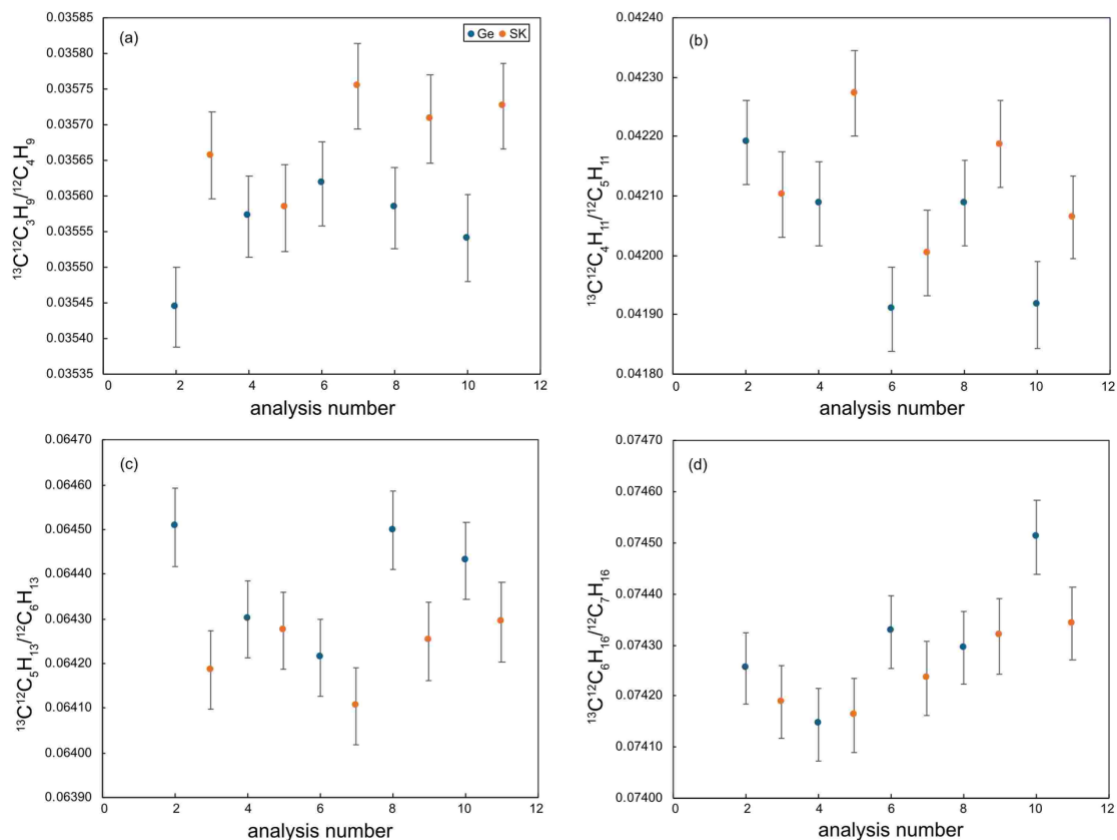 (a)
Ge SK
0.03585
0.03580
0.03575
0.03570
0.03565
0.03560
0.03555
0.03550
0.03545
0.03540
0.03535
¹³C¹²C₃H₉/¹²C₄H₉
0 2 4 6 8 10 12
analysis number
(b)
0.04240
0.04230
0.04220
0.04210
0.04200
0.04190
0.04180
¹³C¹²C₄H₁₁/¹²C₅H₁₁
0 2 4 6 8 10 12
analysis number
(c)
0.06470
0.06460
0.06450
0.06440
0.06430
0.06420
0.06410
0.06400
0.06390
¹³C¹²C₅H₁₃/¹²C₆H₁₃
0 2 4 6 8 10 12
analysis number
(d)
0.07470
0.07460
0.07450
0.07440
0.07430
0.07420
0.07410
0.07400
¹³C¹²C₆H₁₆/¹²C₇H₁₆
0 2 4 6 8 10 12
analysis number